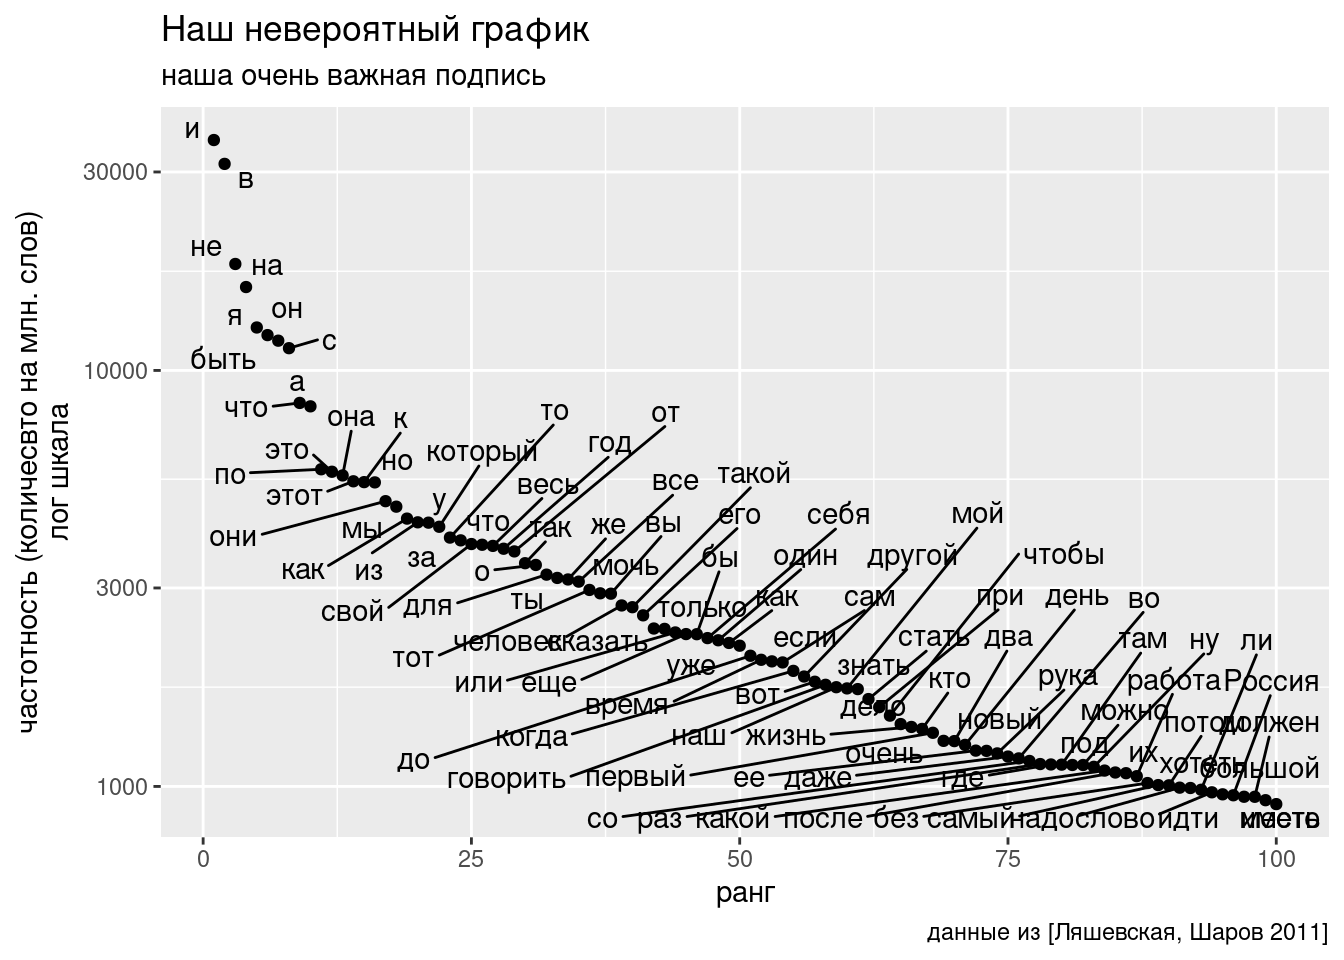 Наш невероятный график
наша очень важная подпись
частотность (количесвто на млн. слов)
лог шкала
30000
10000
3000
1000
и
в
не
на
я
он
с
быть
а
что
она
к
то
от
это
но
который
год
по
этот
весь
все
такой
они
мы
у
что
так
же
вы
его
себя
мой
как
из
за
о
мочь
бы
один
другой
чтобы
свой
для
ты
только
как
сам
при
день
во
тот
человек
сказать
уже
если
стать
два
там
ну
ли
или
еще
время
вот
знать
кто
рука
работа
Россия
до
когда
наш
жизнь
дело
новый
можно
потом
должен
говорить
первый
ее
даже
очень
где
под
их
хотеть
большой
со
раз
какой
после
без
самый
надо
слово
идти
иметь
0
25
50
75
100
ранг
данные из [Ляшевская, Шаров 2011]